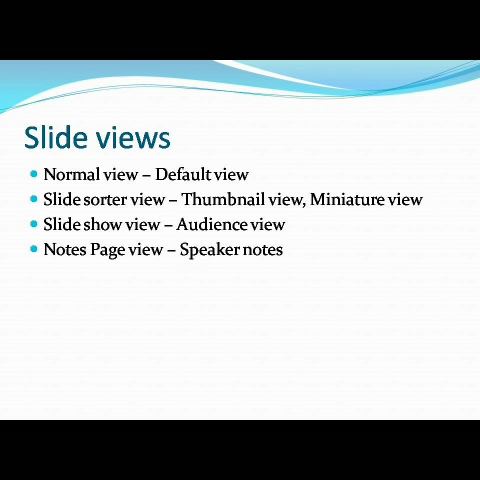 Slide views
• Normal view – Default view
• Slide sorter view – Thumbnail view, Miniature view
• Slide show view – Audience view
• Notes Page view – Speaker notes